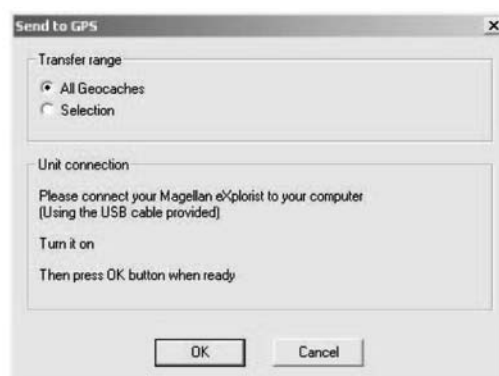 Send to GPS
Transfer range
All Geocaches
Selection
Unit connection
Please connect your Magellan eXplorist to your computer
(Using the USB cable provided)
Turn it on
Then press OK button when ready
OK
Cancel